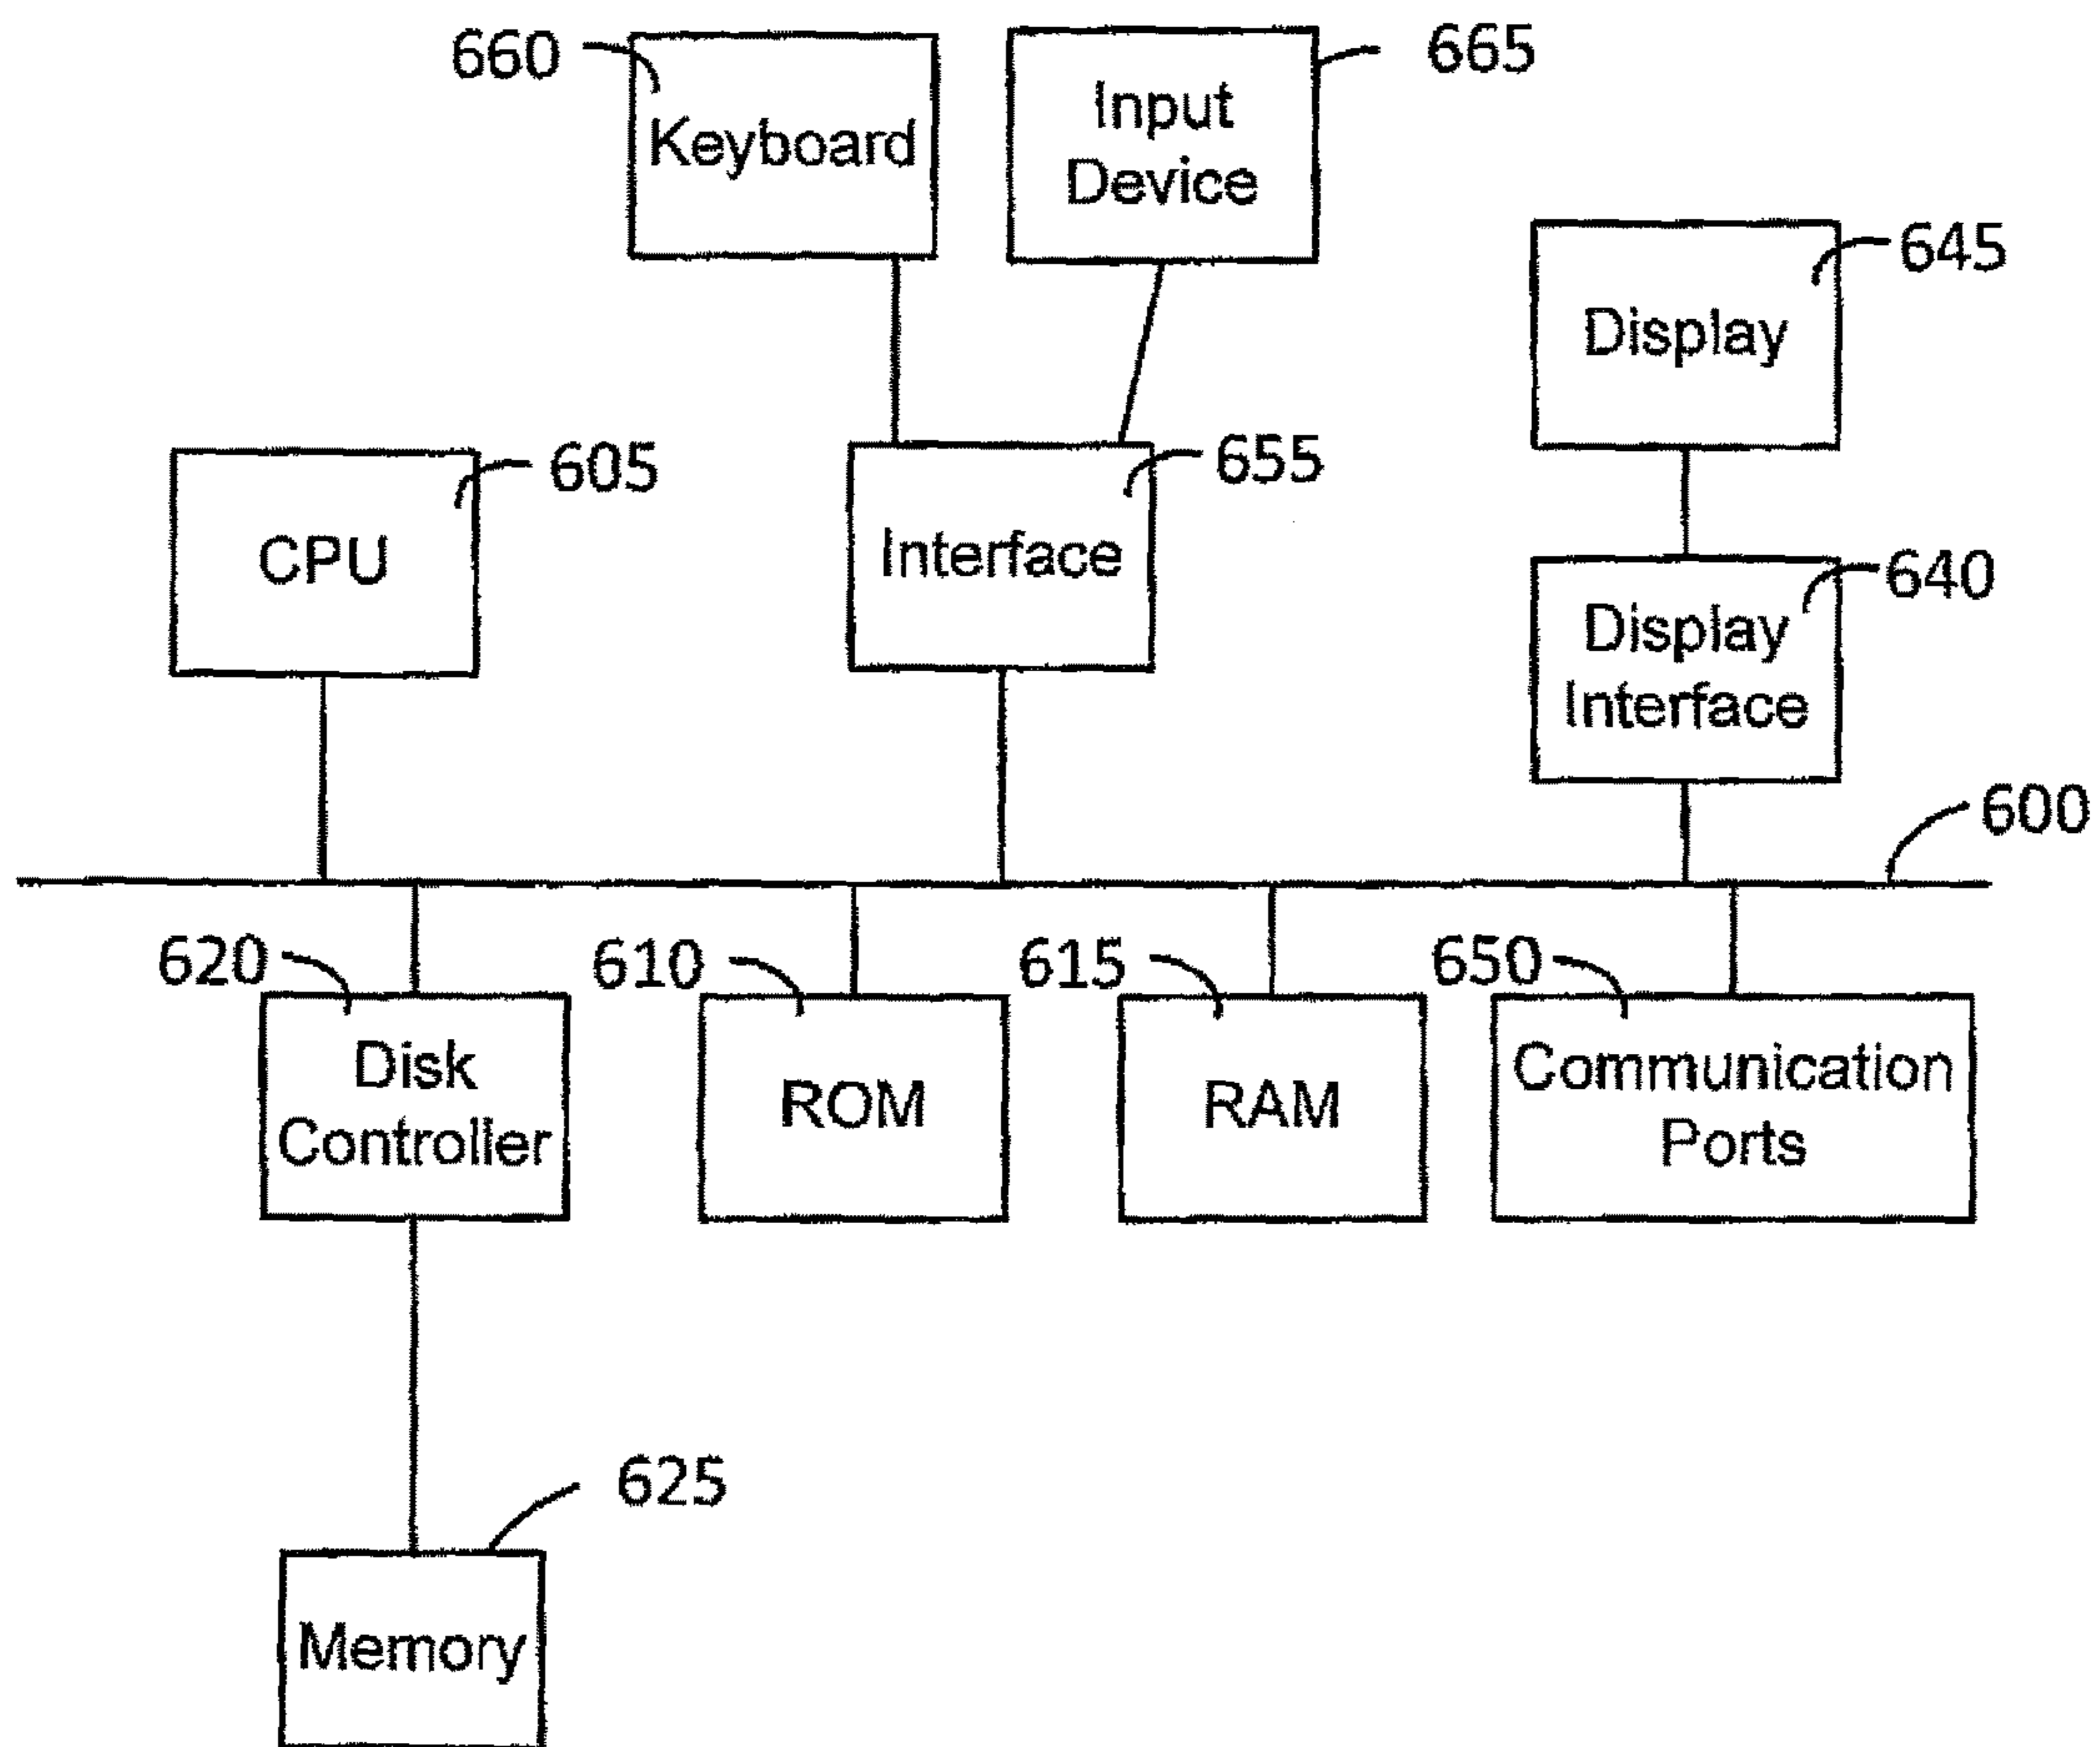 660
Keyboard
665
Input
Device
645
Display
605
CPU
655
Interface
640
Display
Interface
600
620
Disk
Controller
610
ROM
615
RAM
650
Communication
Ports
625
Memory